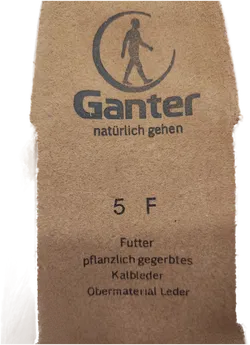 Ganter
natürlich gehen
5 F
Futter
pflanzlich gegerbtes
Kalbleder
Obermaterial Leder